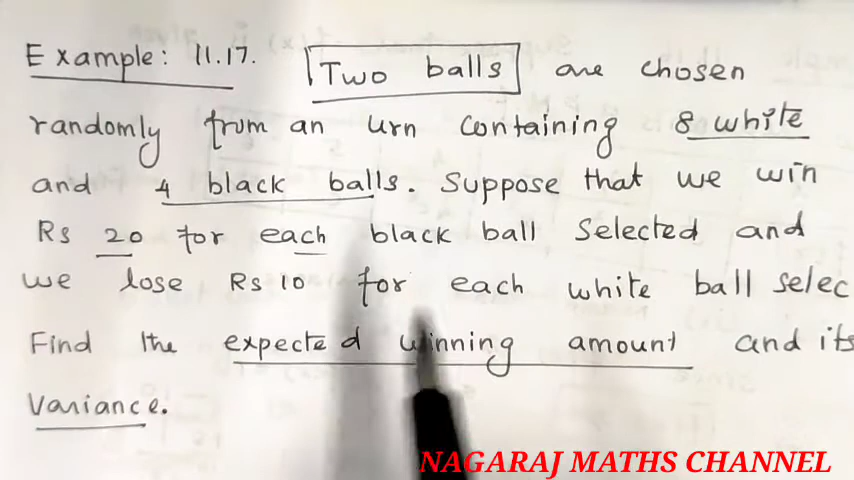 Example: 11.17. Two balls are chosen
randomly from an urn containing 8 white
and 4 black balls. Suppose that we win
Rs 20 for each black ball selected and
we lose Rs 10 for each white ball selec
Find the expected winning amount and its
Variance.
NAGARAJ MATHS CHANNEL